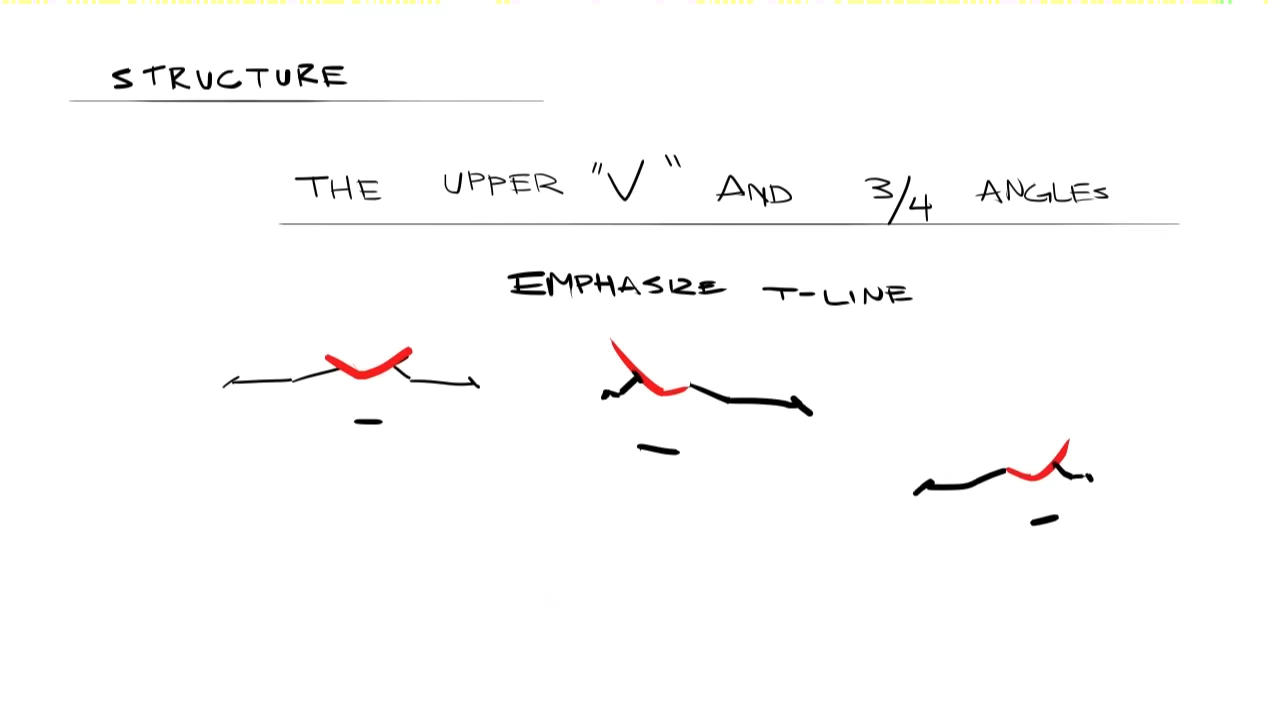 STRUCTURE
THE UPPER "V" AND 3/4 ANGLES
EMPHASIZE T-LINE